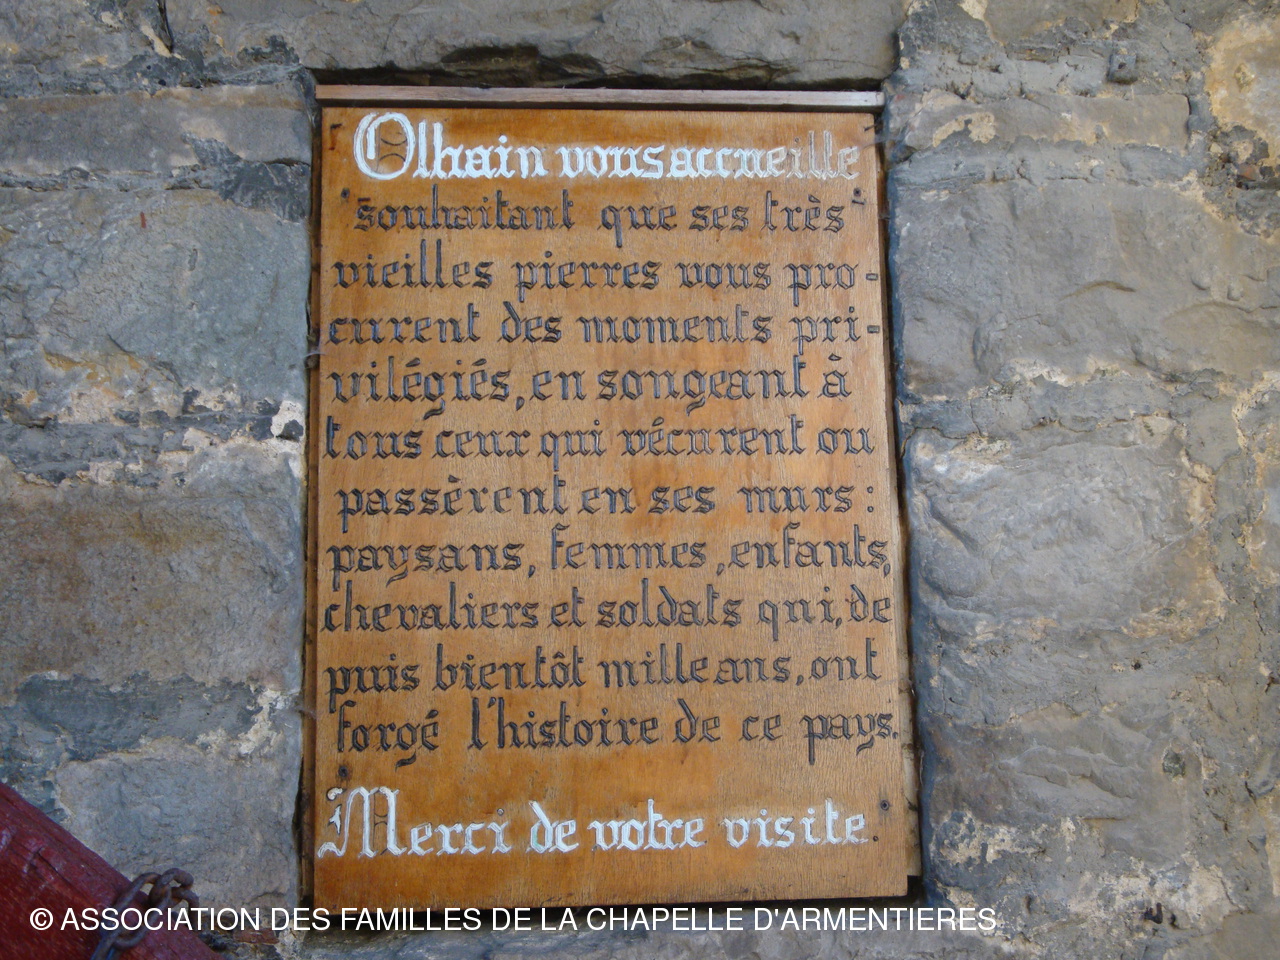 Olhain vous accueille
souhaitant que ses très
vieilles pierres vous pro-
curent des moments pri-
vilégiés, en songeant à
tous ceux qui vécurent ou
passèrent en ses murs :
paysans, femmes, enfants,
chevaliers et soldats qui, de
puis bientôt mille ans, ont
forgé l'histoire de ce pays.
Merci de votre visite.
© ASSOCIATION DES FAMILLES DE LA CHAPELLE D'ARMENTIERES